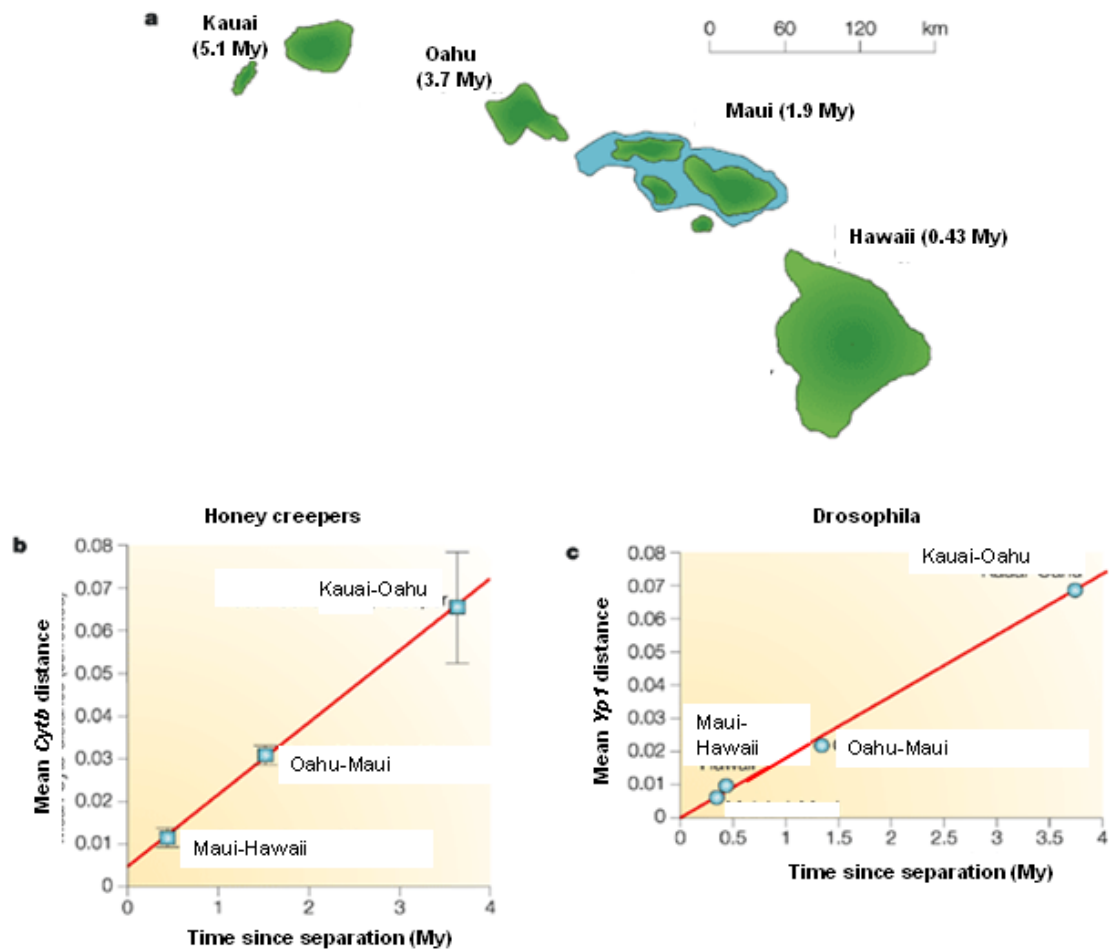 a
Kauai
(5.1 My)
Oahu
(3.7 My)
0 60 120 km
Maui (1.9 My)
Hawaii (0.43 My)
Honey creepers
b
Mean Cytb distance
0.08
0.07
0.06
0.05
0.04
0.03
0.02
0.01
0
Kauai-Oahu
Oahu-Maui
Maui-Hawaii
0 1 2 3 4
Time since separation (My)
Drosophila
c
Mean Yp1 distance
0.08
0.07
0.06
0.05
0.04
0.03
0.02
0.01
0
Kauai-Oahu
Maui-
Hawaii
Oahu-Maui
0 0.5 1 1.5 2 2.5 3 3.5 4
Time since separation (My)